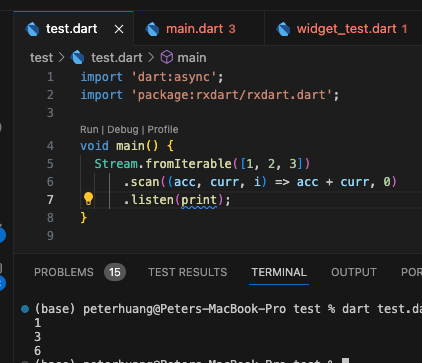 test.dart main.dart 3 widget_test.dart 1
test > test.dart > main
1 import 'dart:async';
2 import 'package:rxdart/rxdart.dart';
3
Run | Debug | Profile
4 void main() {
5 Stream.fromIterable([1, 2, 3])
6 .scan((acc, curr, i) => acc + curr, 0)
7 .listen(print);
8 }
9
PROBLEMS 15 TEST RESULTS TERMINAL OUTPUT POR
(base) peterhuang@Peters-MacBook-Pro test % dart test.da
1
3
6